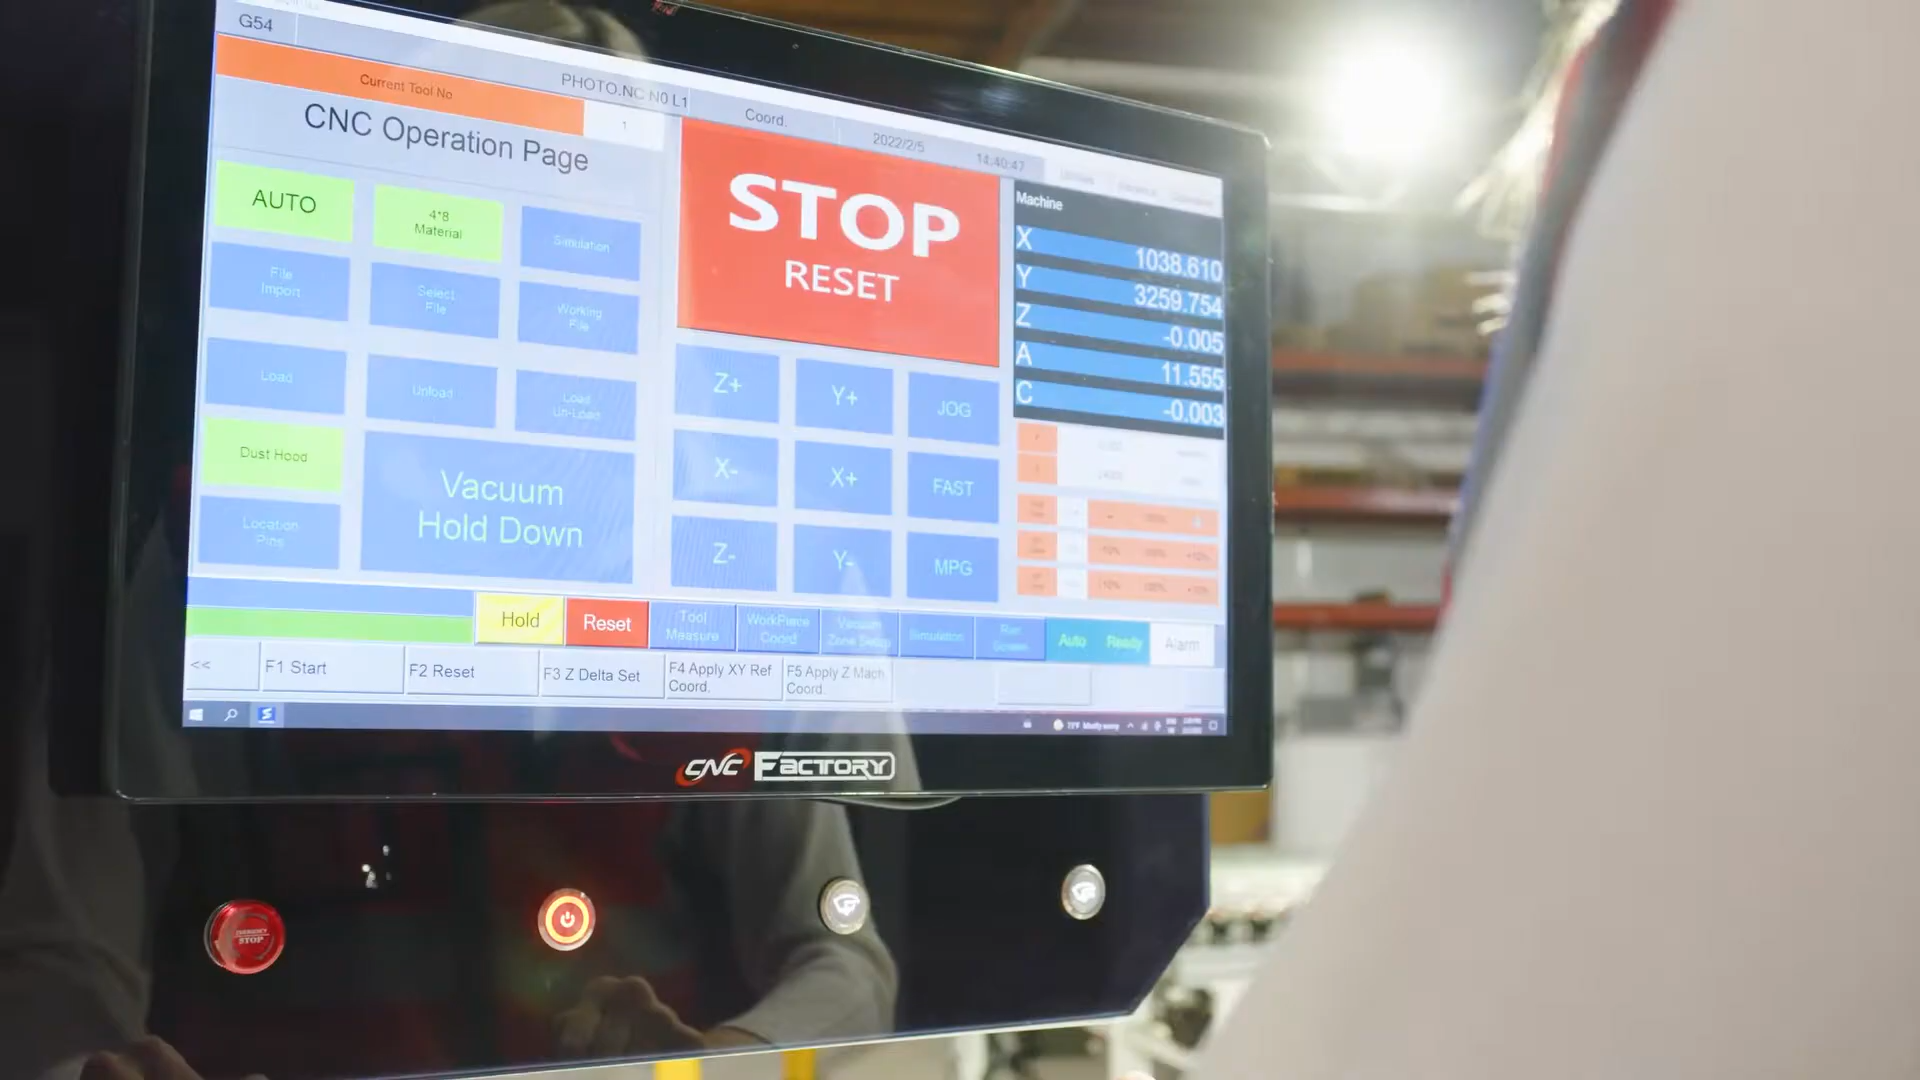 G54
PHOTO.NC N0 L1
Coord.
2022/2/5
14:40:47
Current Tool No
1
CNC Operation Page
AUTO
4*8
Material
Simulation
File
Import
Select
File
Working
File
Load
Unload
Load
Un-Load
Dust Hood
Location
Pins
Vacuum
Hold Down
STOP
RESET
Z+
Y+
JOG
X-
X+
FAST
Z-
Y-
MPG
Machine
X 1038.610
Y 3259.754
Z -0.005
A 11.555
C -0.003
Hold
Reset
Tool
Measure
WorkPiece
Coord
Vacuum
Zone Setup
Simulation
Run
Screen
Auto
Ready
Alarm
<<
F1 Start
F2 Reset
F3 Z Delta Set
F4 Apply XY Ref
Coord.
F5 Apply Z Mach
Coord.
CNC FACTORY
EMERGENCY
STOP